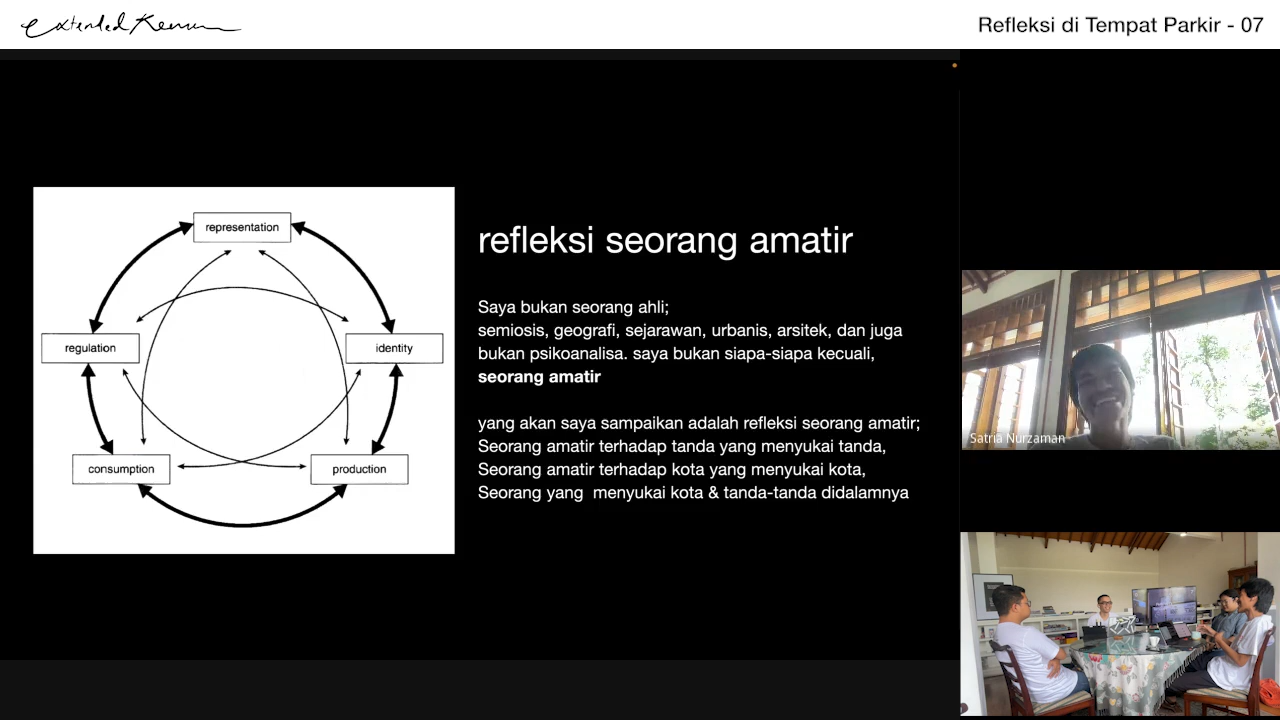 Extended Kemu
Refleksi di Tempat Parkir - 07
representation
regulation
identity
consumption
production
refleksi seorang amatir
Saya bukan seorang ahli;
semiosis, geografi, sejarawan, urbanis, arsitek, dan juga
bukan psikoanalisa. saya bukan siapa-siapa kecuali,
seorang amatir
yang akan saya sampaikan adalah refleksi seorang amatir;
Seorang amatir terhadap tanda yang menyukai tanda,
Seorang amatir terhadap kota yang menyukai kota,
Seorang yang  menyukai kota & tanda-tanda didalamnya
Satria Nurzaman